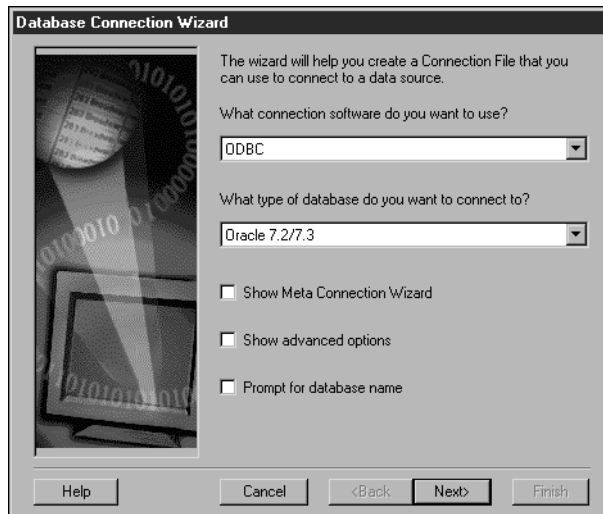 Database Connection Wizard
The wizard will help you create a Connection File that you
can use to connect to a data source.
What connection software do you want to use?
ODBC
What type of database do you want to connect to?
Oracle 7.2/7.3
Show Meta Connection Wizard
Show advanced options
Prompt for database name
Help
Cancel
<Back
Next>
Finish